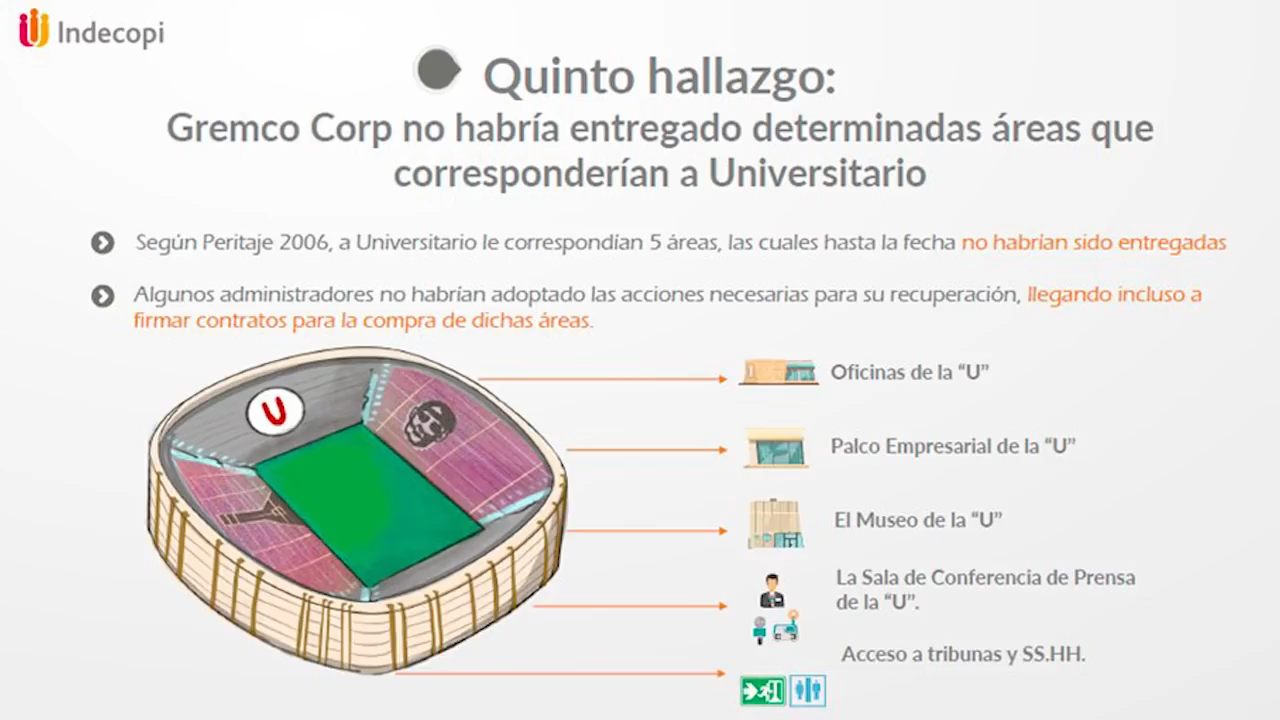 Indecopi
Quinto hallazgo:
Gremco Corp no habría entregado determinadas áreas que
corresponderían a Universitario
Según Peritaje 2006, a Universitario le correspondían 5 áreas, las cuales hasta la fecha no habrían sido entregadas
Algunos administradores no habrían adoptado las acciones necesarias para su recuperación, llegando incluso a
firmar contratos para la compra de dichas áreas.
U
Oficinas de la “U”
Palco Empresarial de la “U”
El Museo de la “U”
La Sala de Conferencia de Prensa
de la “U”.
Acceso a tribunas y SS.HH.